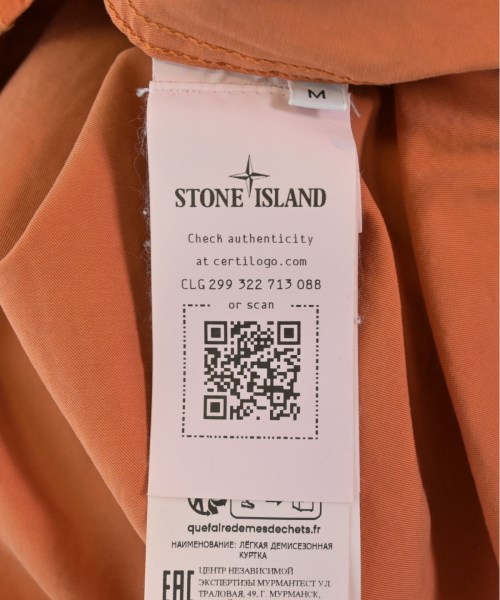 M
STONE ISLAND
Check authenticity
at certilogo.com
CLG 299 322 713 088
or scan
quefairedemesdechets.fr
НАИМЕНОВАНИЕ: ЛЁГКАЯ ДЕМИСЕЗОННАЯ
КУРТКА
EAC
ЦЕНТР НЕЗАВИСИМОЙ
ЭКСПЕРТИЗЫ МУРМАНТЕСТ УЛ.
ТРАЛОВАЯ, 49, Г. МУРМАНСК,